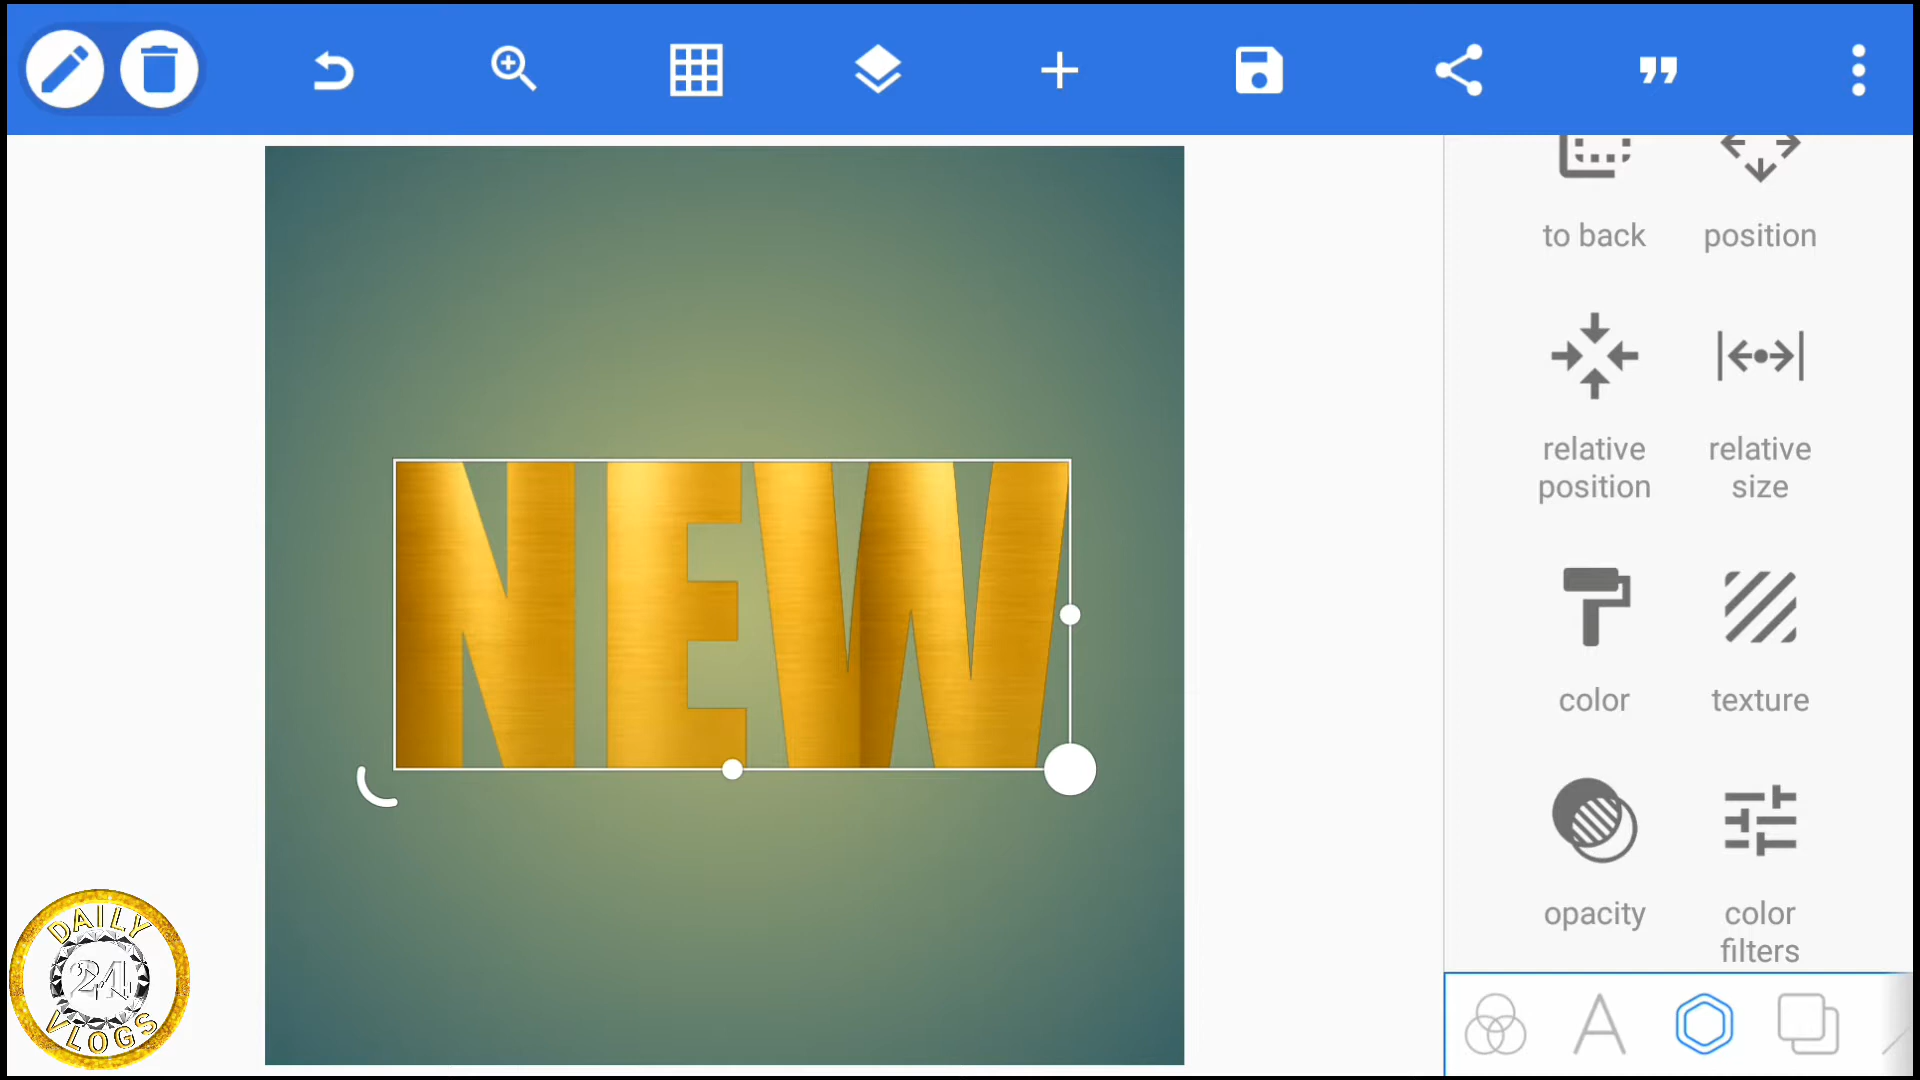 to back
position
relative
position
relative
size
color
texture
opacity
color
filters
NEW
DAILY
24
VLOGS